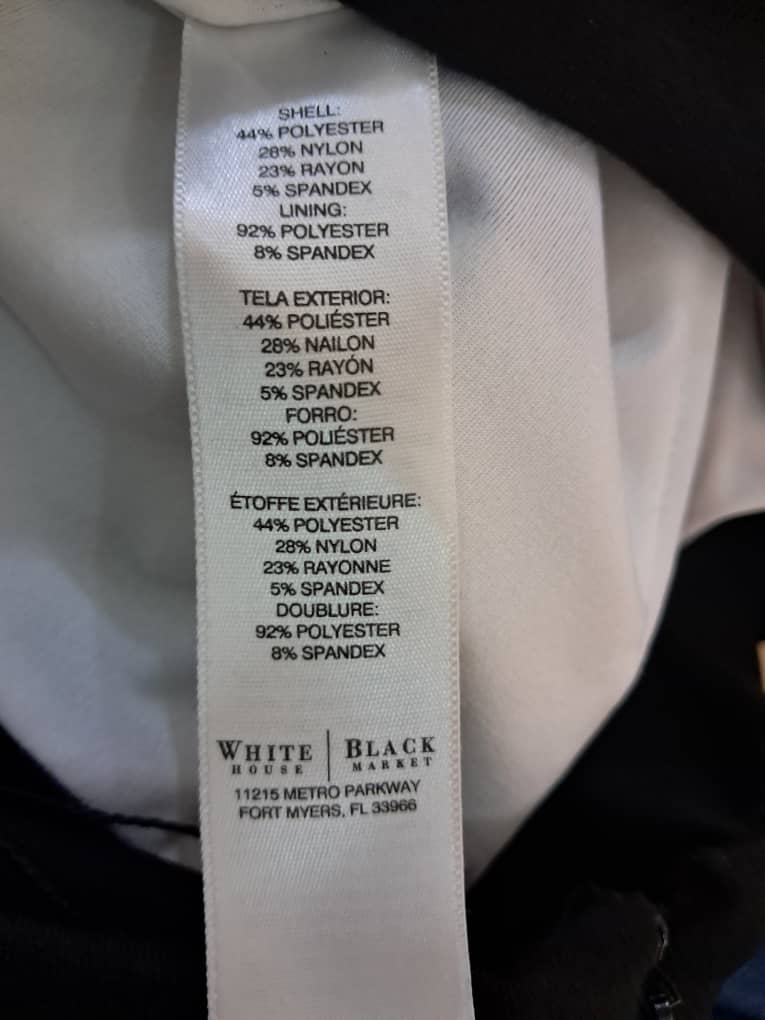 SHELL:
44% POLYESTER
28% NYLON
23% RAYON
5% SPANDEX
LINING:
92% POLYESTER
8% SPANDEX
TELA EXTERIOR:
44% POLIÉSTER
28% NAILON
23% RAYÓN
5% SPANDEX
FORRO:
92% POLIÉSTER
8% SPANDEX
ÉTOFFE EXTÉRIEURE:
44% POLYESTER
28% NYLON
23% RAYONNE
5% SPANDEX
DOUBLURE:
92% POLYESTER
8% SPANDEX
WHITE HOUSE | BLACK MARKET
11215 METRO PARKWAY
FORT MYERS, FL 33966